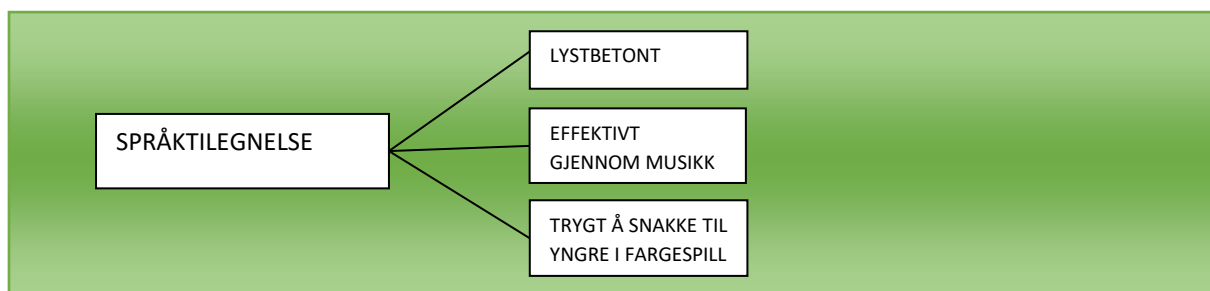 SPRÅKTILEGNELSE
LYSTBETONT
EFFEKTIVT
GJENNOM MUSIKK
TRYGT Å SNAKKE TIL
YNGRE I FARGESPILL